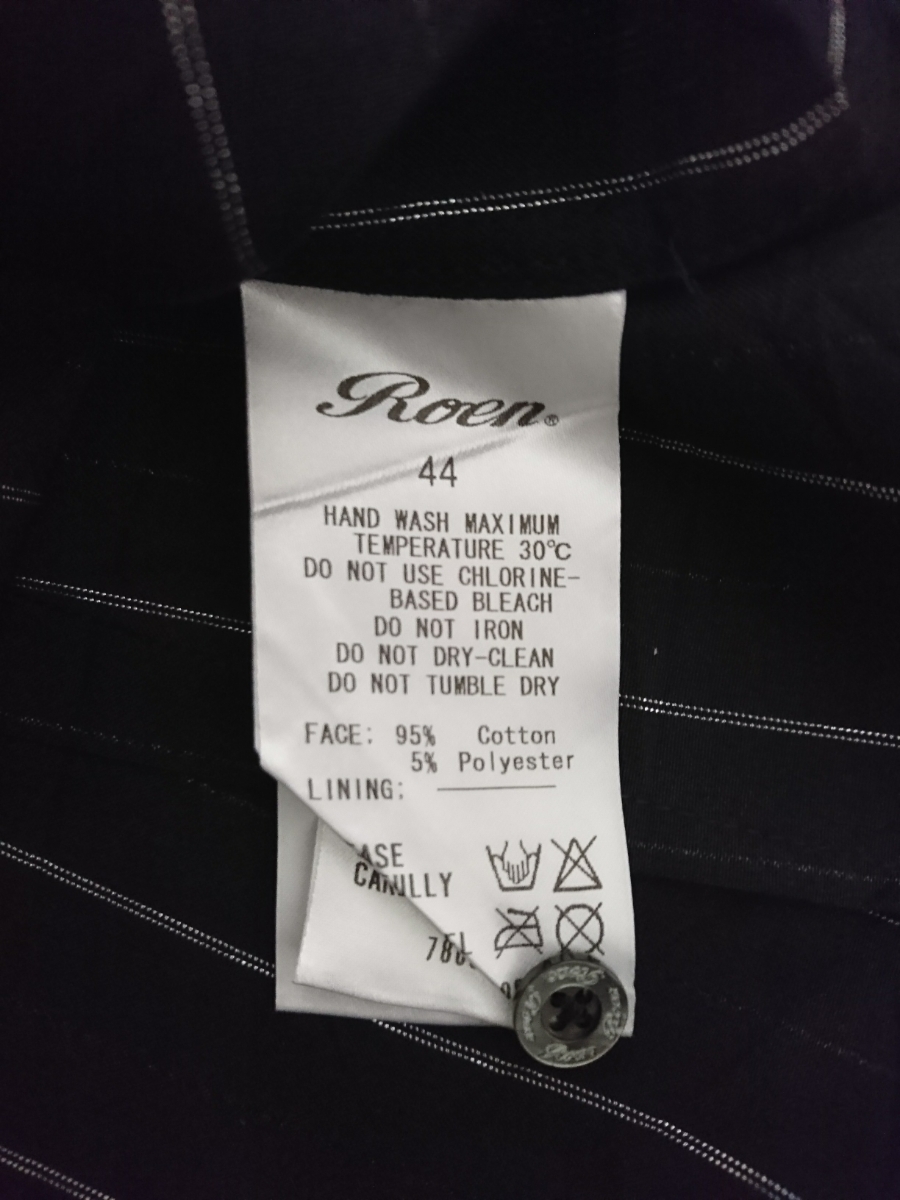 Roen®
44
HAND WASH MAXIMUM
TEMPERATURE 30℃
DO NOT USE CHLORINE-
BASED BLEACH
DO NOT IRON
DO NOT DRY-CLEAN
DO NOT TUMBLE DRY
FACE: 95% Cotton
5% Polyester
LINING: